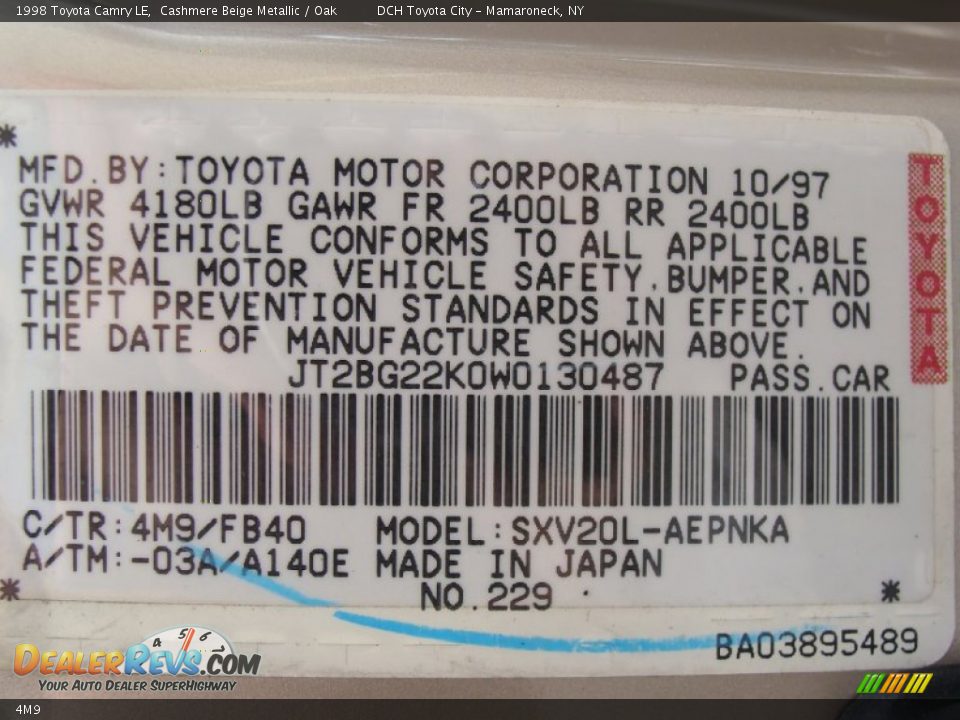 1998 Toyota Camry LE, Cashmere Beige Metallic / Oak DCH Toyota City - Mamaroneck, NY
MFD.BY:TOYOTA MOTOR CORPORATION 10/97
GVWR 4180LB GAWR FR 2400LB RR 2400LB
THIS VEHICLE CONFORMS TO ALL APPLICABLE
FEDERAL MOTOR VEHICLE SAFETY,BUMPER,AND
THEFT PREVENTION STANDARDS IN EFFECT ON
THE DATE OF MANUFACTURE SHOWN ABOVE.
JT2BG22K0W0130487 PASS.CAR
TOYOTA
C/TR:4M9/FB40 MODEL:SXV20L-AEPNKA
A/TM:-03A/A140E MADE IN JAPAN
NO.229
BA03895489
4 5 6
DEALERREVS.COM
YOUR AUTO DEALER SUPERHIGHWAY
4M9